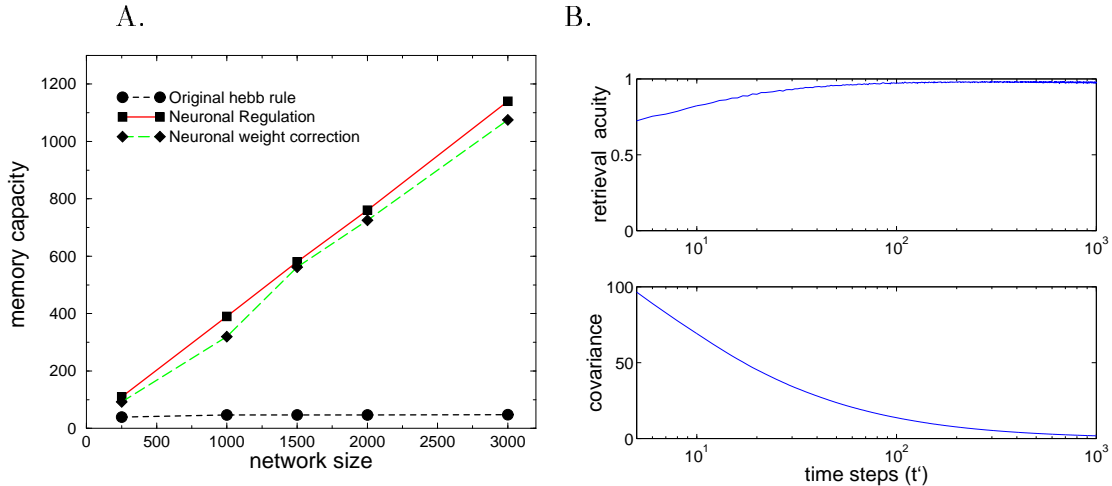 A.
1200
1000
800
600
400
200
0
memory capacity
Original hebb rule
Neuronal Regulation
Neuronal weight correction
0 500 1000 1500 2000 2500 3000
network size
B.
1
0.5
0
retrieval acuity
10¹ 10² 10³
100
50
0
covariance
10¹ 10² 10³
time steps (t‘)